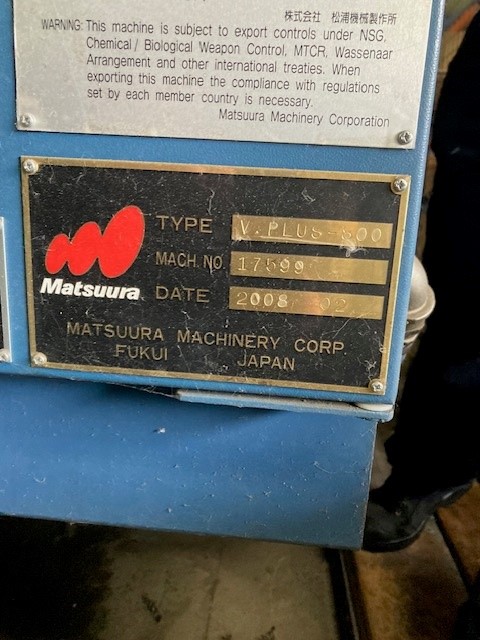 株式会社 松浦機械製作所
WARNING: This machine is subject to export controls under NSG,
Chemical / Biological Weapon Control, MTCR, Wassenaar
Arrangement and other international treaties. When
exporting this machine the compliance with regulations
set by each member country is necessary.
Matsuura Machinery Corporation
Matsuura
TYPE V.PLUS-800
MACH. NO. 17599
DATE 2008 02
MATSUURA MACHINERY CORP.
FUKUI JAPAN